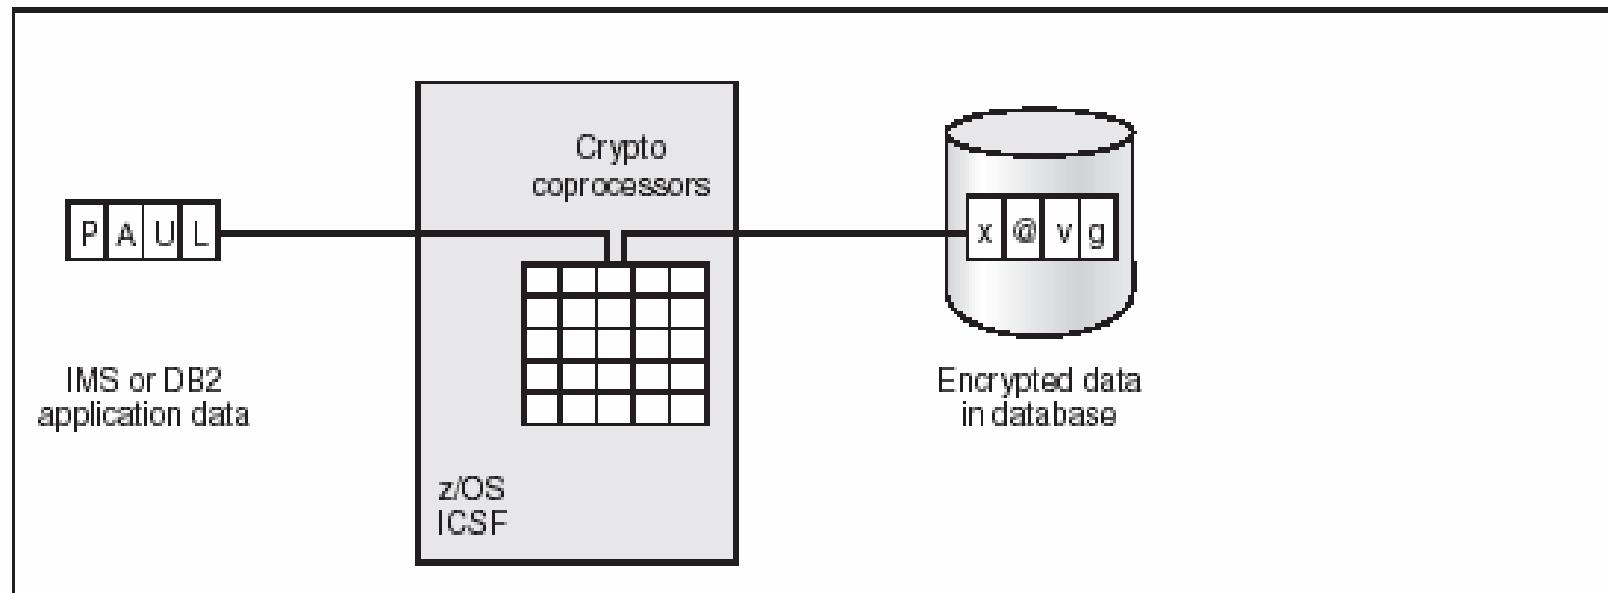 Crypto
coprocessors
P A U L
x @ v g
IMS or DB2
application data
Encrypted data
in database
z/OS
ICSF